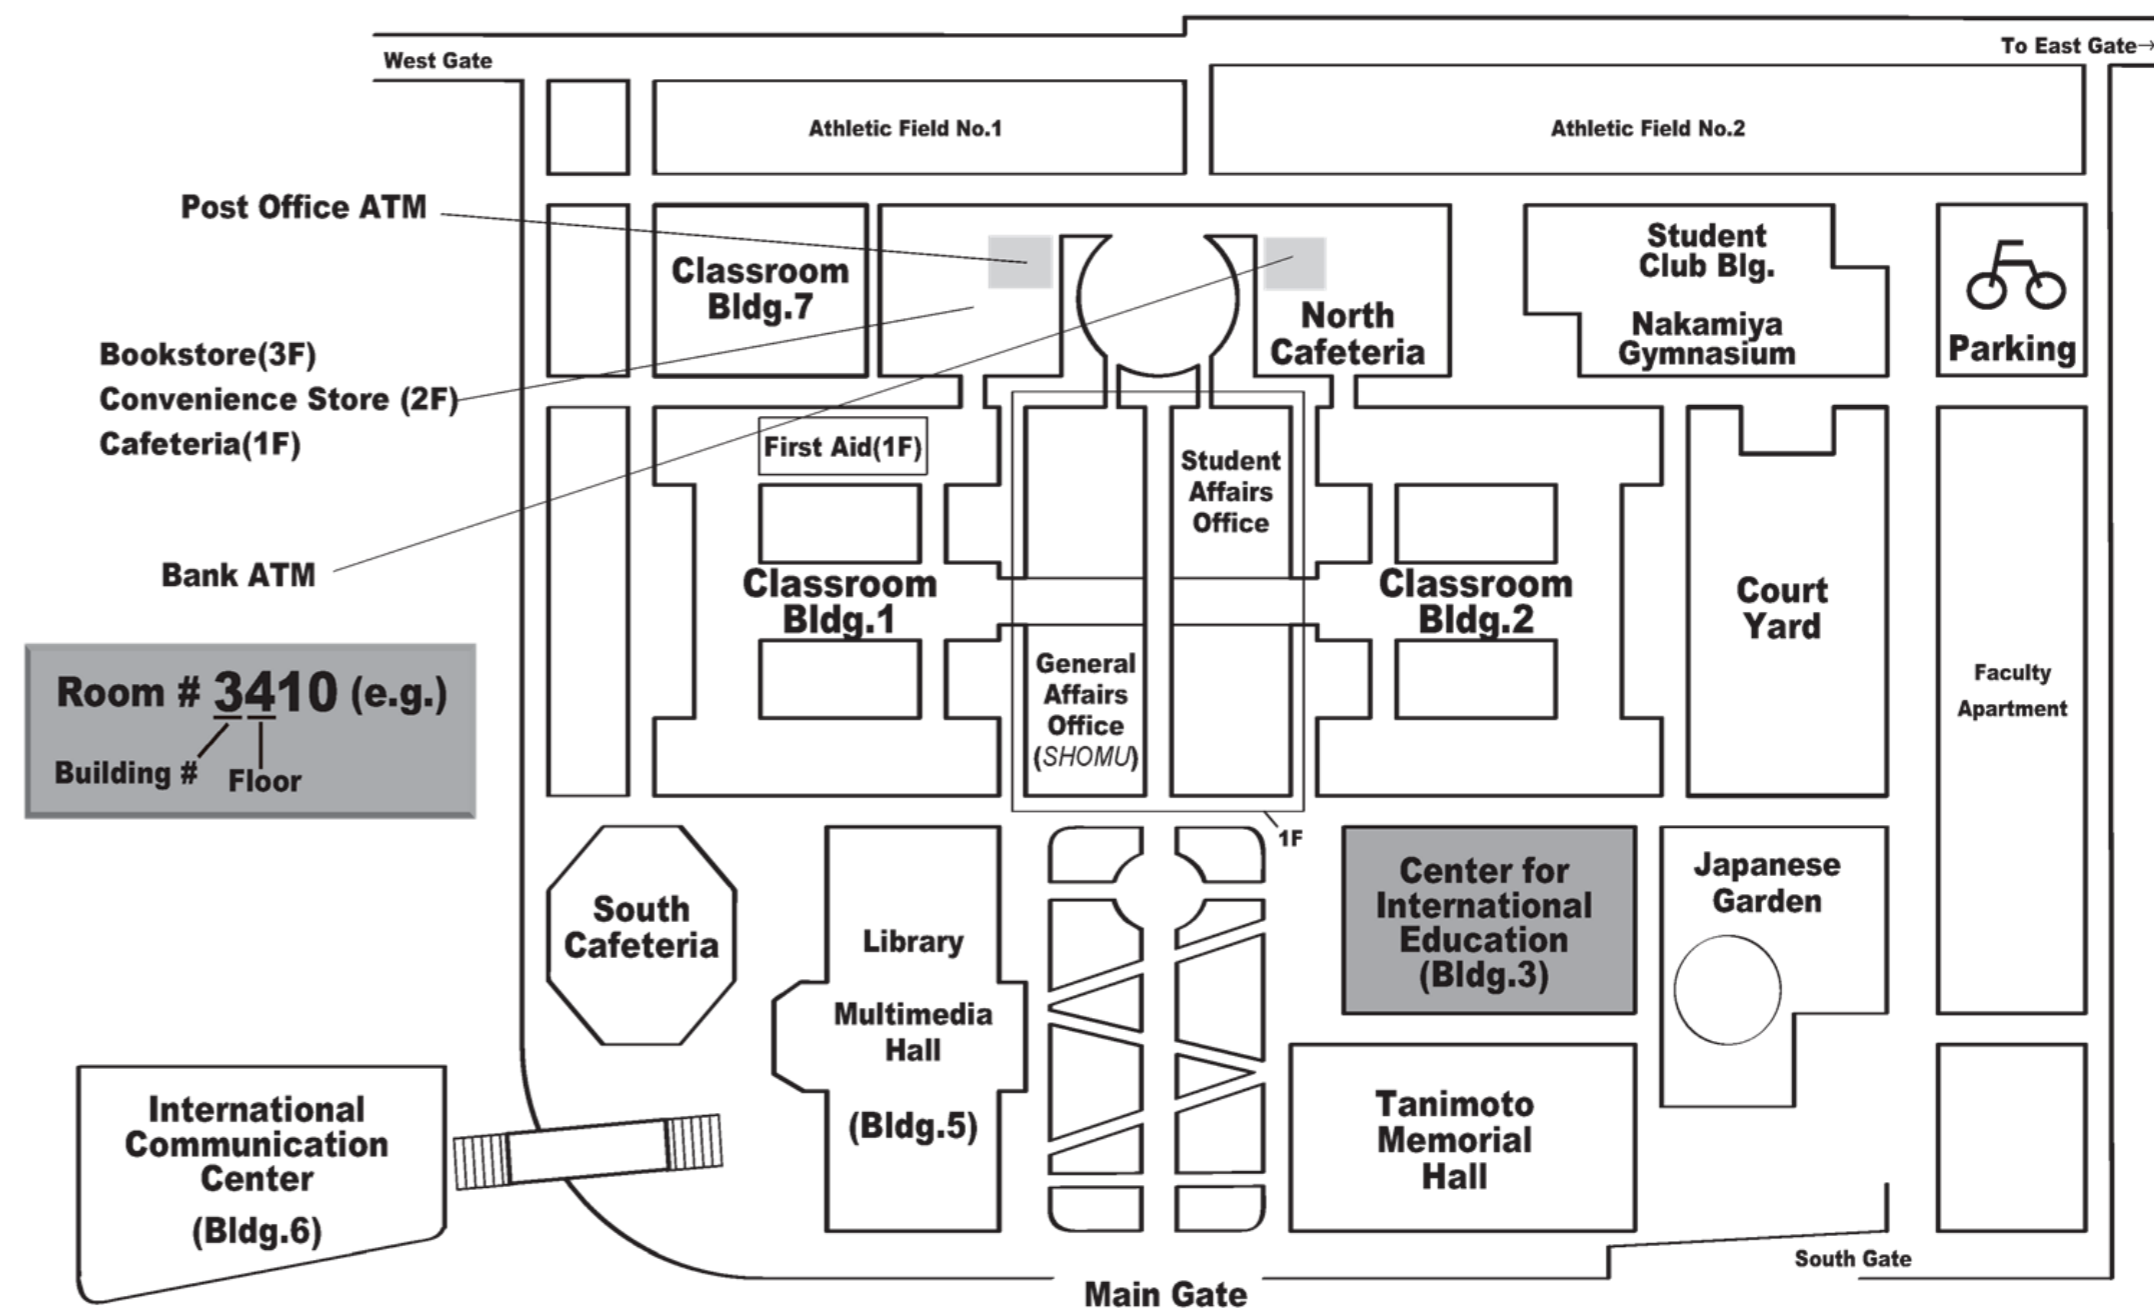 West Gate
To East Gate→
Athletic Field No.1
Athletic Field No.2
Post Office ATM
Classroom
Bldg.7
North
Cafeteria
Student
Club Blg.
Nakamiya
Gymnasium
Parking
Bookstore(3F)
Convenience Store (2F)
Cafeteria(1F)
First Aid(1F)
Student
Affairs
Office
Bank ATM
Classroom
Bldg.1
Classroom
Bldg.2
Court
Yard
Faculty
Apartment
General
Affairs
Office
(SHOMU)
Room # 3410 (e.g.)
Building #
Floor
1F
South
Cafeteria
Library
Multimedia
Hall
(Bldg.5)
Center for
International
Education
(Bldg.3)
Japanese
Garden
International
Communication
Center
(Bldg.6)
Tanimoto
Memorial
Hall
South Gate
Main Gate